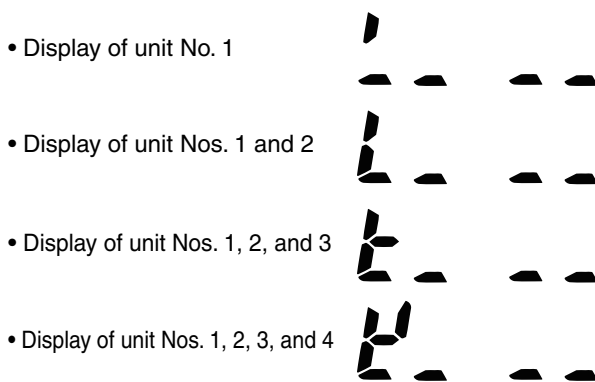 • Display of unit No. 1
• Display of unit Nos. 1 and 2
• Display of unit Nos. 1, 2, and 3
• Display of unit Nos. 1, 2, 3, and 4